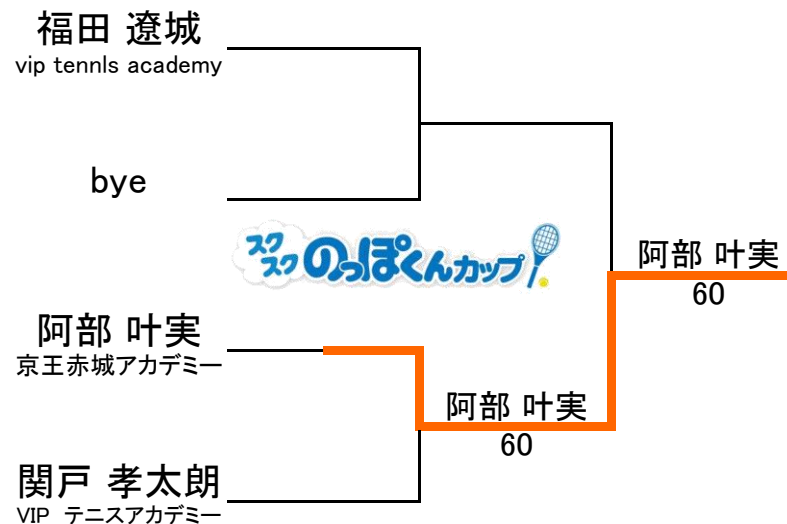 福田 遼城
vip tennls academy
bye
スク
スク のっぽくんカップ
阿部 叶実
60
阿部 叶実
京王赤城アカデミー
阿部 叶実
60
関戸 孝太朗
VIP テニスアカデミー